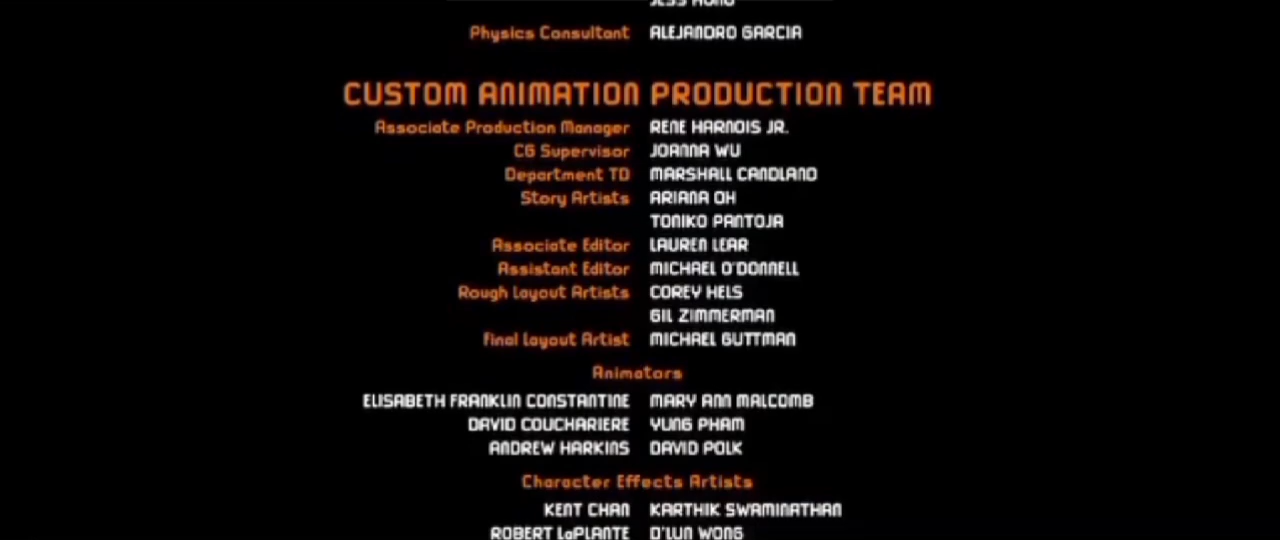 JESS HONG
Physics Consultant ALEJANDRO GARCIA
CUSTOM ANIMATION PRODUCTION TEAM
Associate Production Manager RENE HARNOIS JR.
CG Supervisor JOANNA WU
Department TD MARSHALL CANDLAND
Story Artists ARIANA OH
TONIKO PANTOJA
Associate Editor LAUREN LEAR
Assistant Editor MICHAEL O'DONNELL
Rough Layout Artists COREY HELS
GIL ZIMMERMAN
Final Layout Artist MICHAEL GUTTMAN
Animators
ELISABETH FRANKLIN CONSTANTINE MARY ANN MALCOMB
DAVID COUCHARIERE YUNG PHAM
ANDREW HARKINS DAVID POLK
Character Effects Artists
KENT CHAN KARTHIK SWAMINATHAN
ROBERT LaPLANTE D'LUN WONG